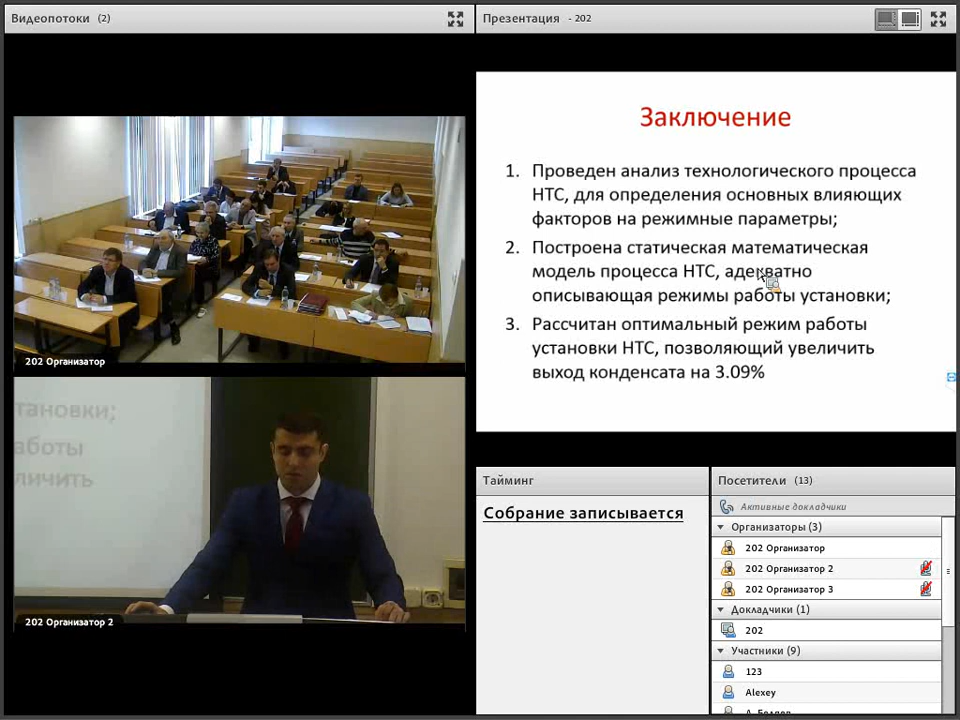 Видеопотоки (2)
202 Организатор
тановки;
аботы
личить
202 Организатор 2
Презентация - 202
Заключение
1. Проведен анализ технологического процесса
НТС, для определения основных влияющих
факторов на режимные параметры;
2. Построена статическая математическая
модель процесса НТС, адекватно
описывающая режимы работы установки;
3. Рассчитан оптимальный режим работы
установки НТС, позволяющий увеличить
выход конденсата на 3.09%
Тайминг
Собрание записывается
Посетители (13)
Активные докладчики
Организаторы (3)
202 Организатор
202 Организатор 2
202 Организатор 3
Докладчики (1)
202
Участники (9)
123
Alexey